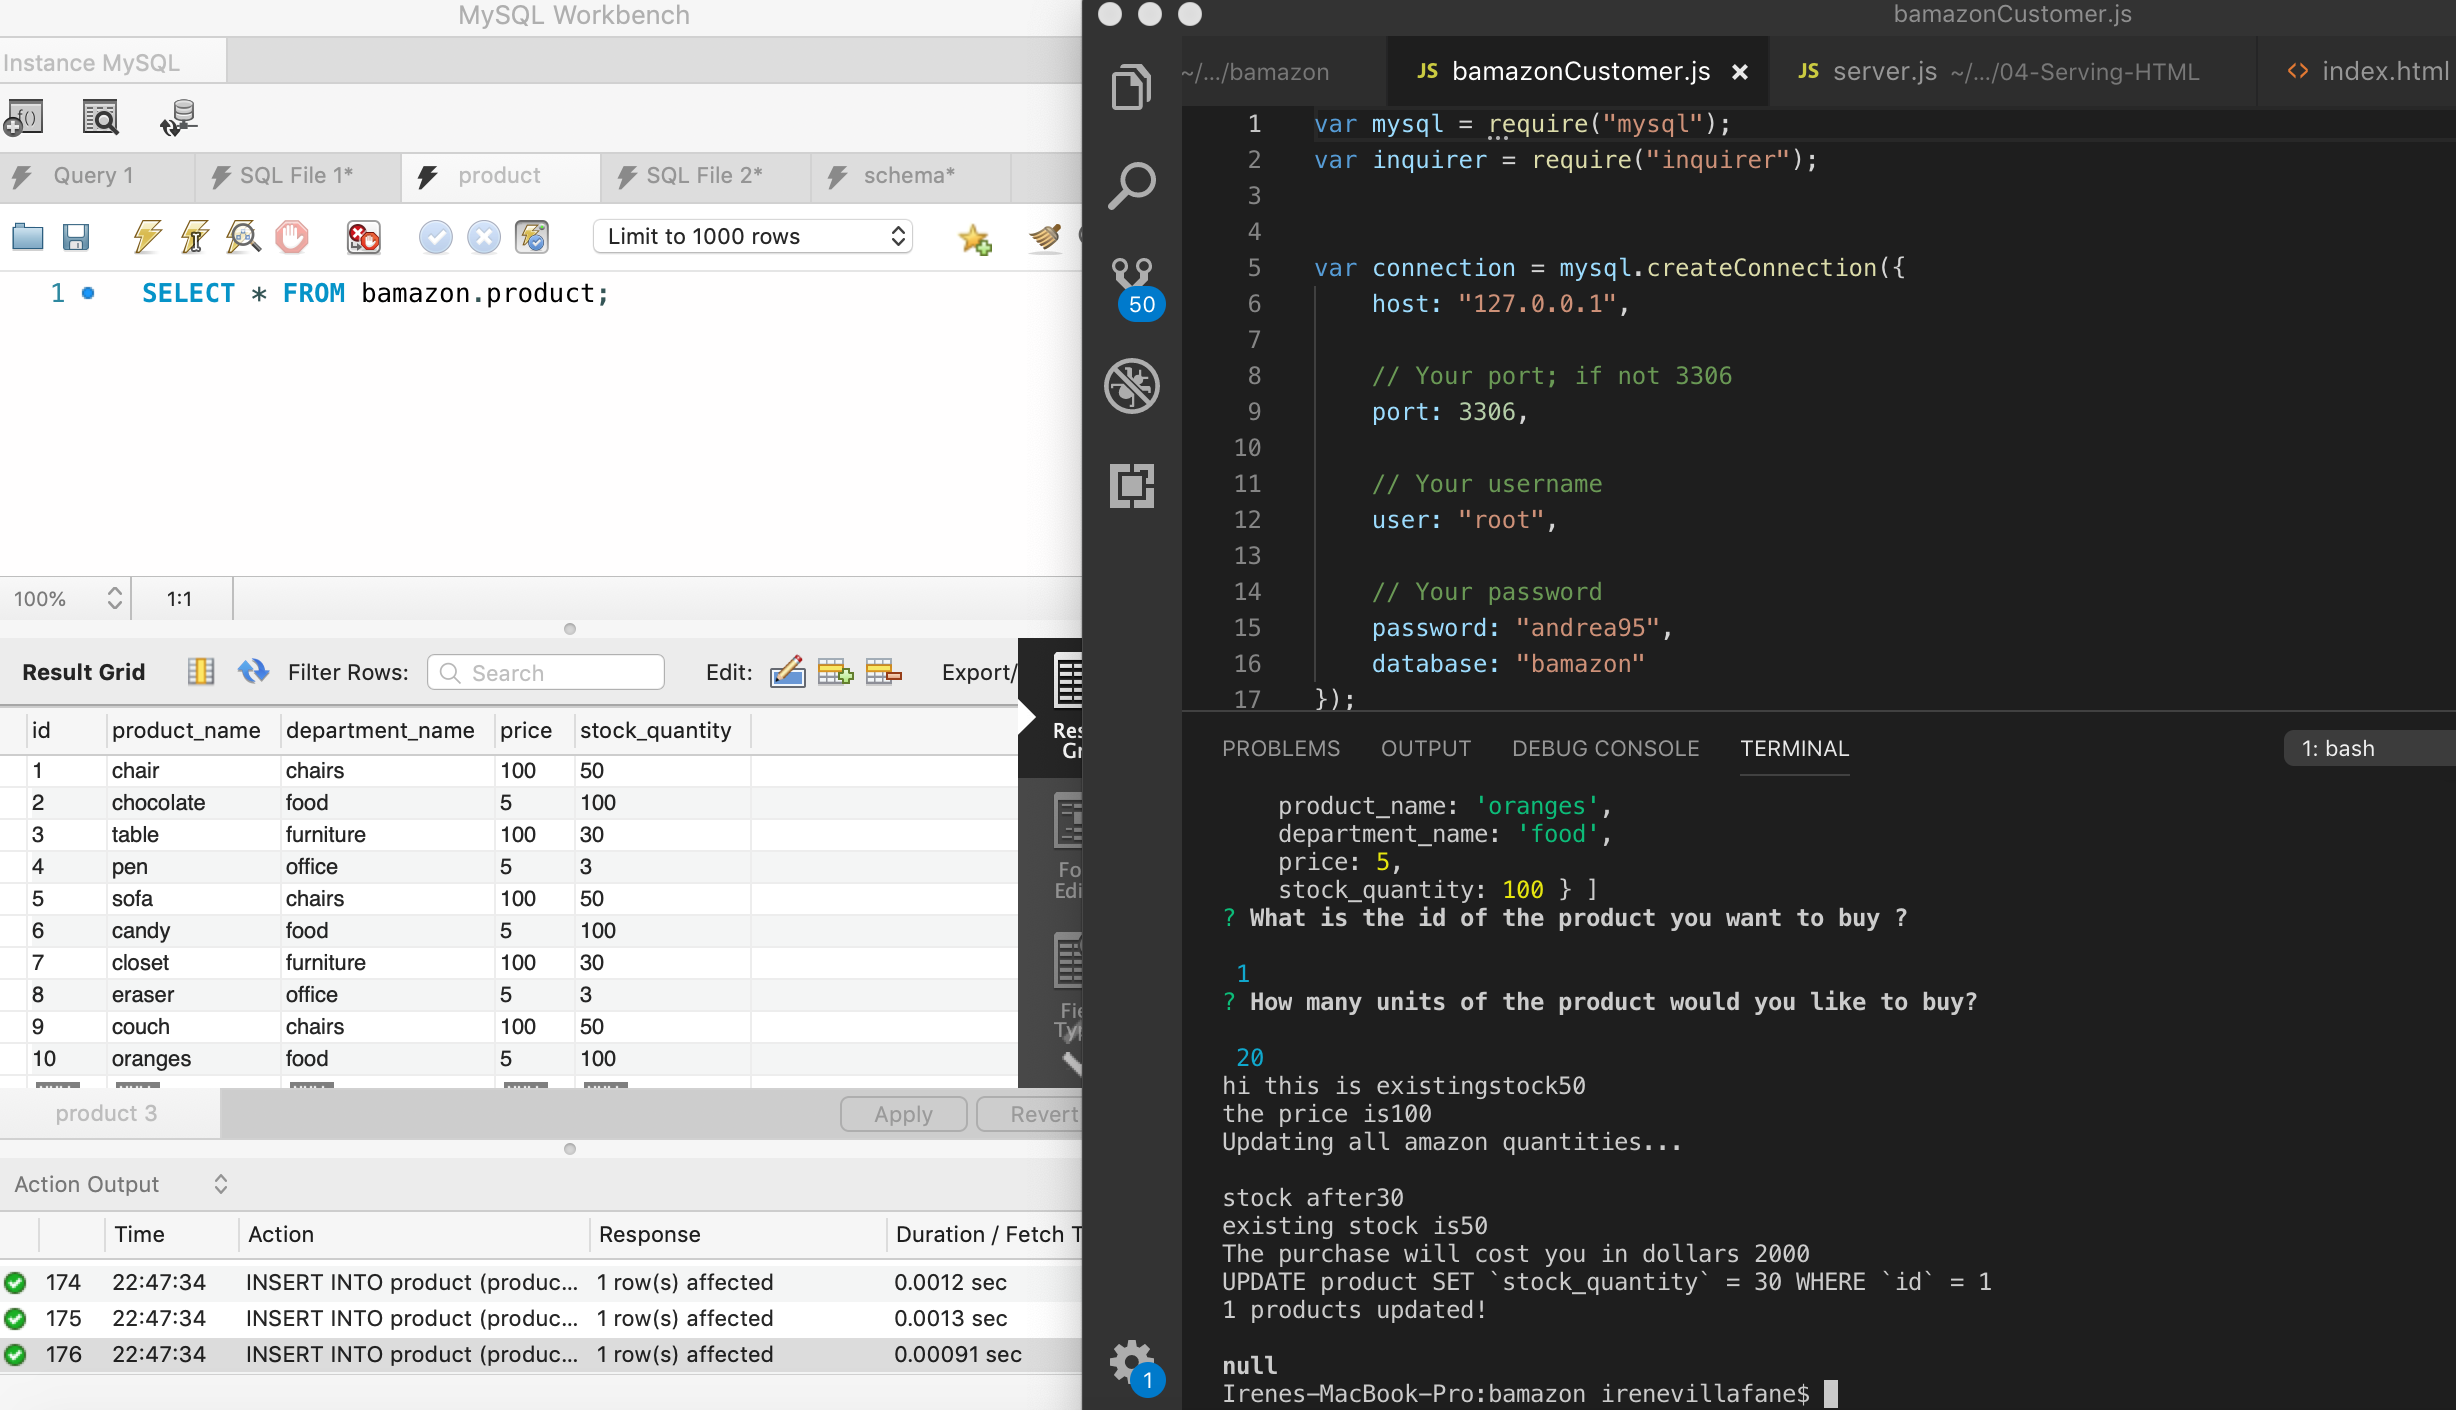 MySQL Workbench
Instance MySQL
Query 1
SQL File 1*
product
SQL File 2*
schema*
Limit to 1000 rows
1 SELECT * FROM bamazon.product;
100%
1:1
Result Grid
Filter Rows:
Search
Edit:
Export/
id product_name department_name price stock_quantity
1 chair chairs 100 50
2 chocolate food 5 100
3 table furniture 100 30
4 pen office 5 3
5 sofa chairs 100 50
6 candy food 5 100
7 closet furniture 100 30
8 eraser office 5 3
9 couch chairs 100 50
10 oranges food 5 100
product 3
Apply
Revert
Action Output
Time Action Response Duration / Fetch T
174 22:47:34 INSERT INTO product (produc... 1 row(s) affected 0.0012 sec
175 22:47:34 INSERT INTO product (produc... 1 row(s) affected 0.0013 sec
176 22:47:34 INSERT INTO product (produc... 1 row(s) affected 0.00091 sec
bamazonCustomer.js
~/.../bamazon
JS bamazonCustomer.js
JS server.js ~/.../04-Serving-HTML
<> index.html
50
1
1 var mysql = require("mysql");
2 var inquirer = require("inquirer");
3
4
5 var connection = mysql.createConnection({
6 host: "127.0.0.1",
7
8 // Your port; if not 3306
9 port: 3306,
10
11 // Your username
12 user: "root",
13
14 // Your password
15 password: "andrea95",
16 database: "bamazon"
17 });
PROBLEMS OUTPUT DEBUG CONSOLE TERMINAL
1: bash
product_name: 'oranges',
department_name: 'food',
price: 5,
stock_quantity: 100 } ]
? What is the id of the product you want to buy ?
1
? How many units of the product would you like to buy?
20
hi this is existingstock50
the price is100
Updating all amazon quantities...
stock after30
existing stock is50
The purchase will cost you in dollars 2000
UPDATE product SET `stock_quantity` = 30 WHERE `id` = 1
1 products updated!
null
Irenes-MacBook-Pro:bamazon irenevillafane$